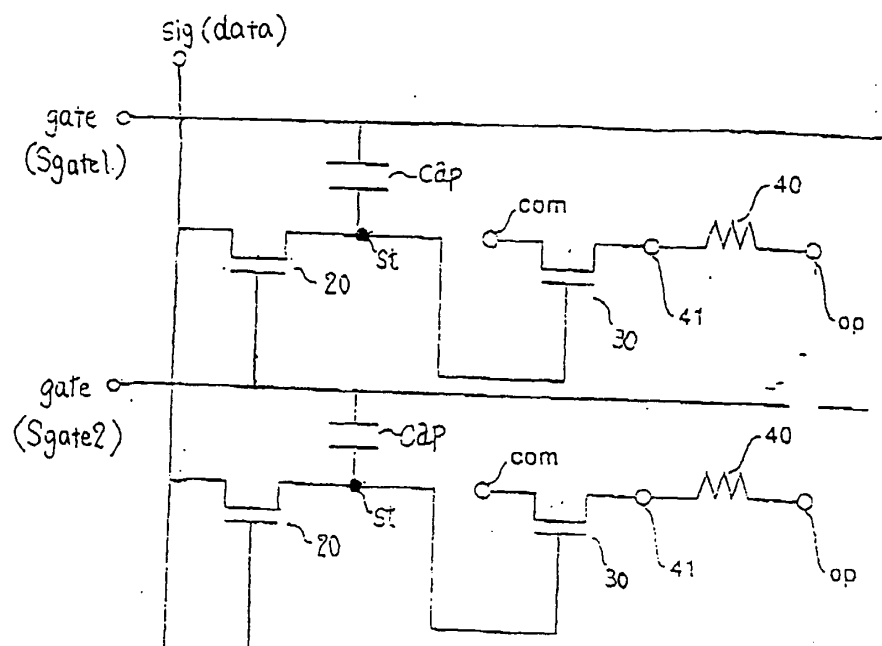 sig (data)
gate
(Sgate1.)
Cap
com
40
St
20
30
41
op
gate
(Sgate2)
Cap
com
40
St
20
30
41
op